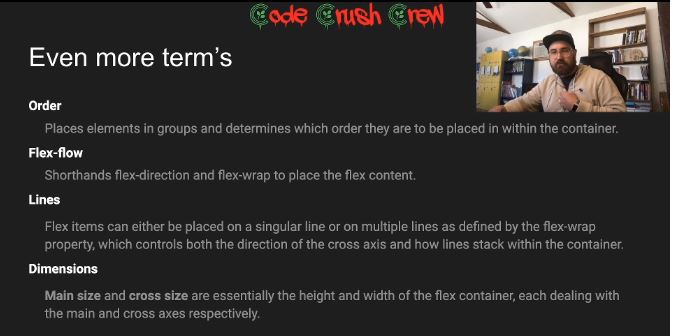 Code Crush Crew
Even more term's
Order
Places elements in groups and determines which order they are to be placed in within the container.
Flex-flow
Shorthands flex-direction and flex-wrap to place the flex content.
Lines
Flex items can either be placed on a singular line or on multiple lines as defined by the flex-wrap
property, which controls both the direction of the cross axis and how lines stack within the container.
Dimensions
Main size and cross size are essentially the height and width of the flex container, each dealing with
the main and cross axes respectively.